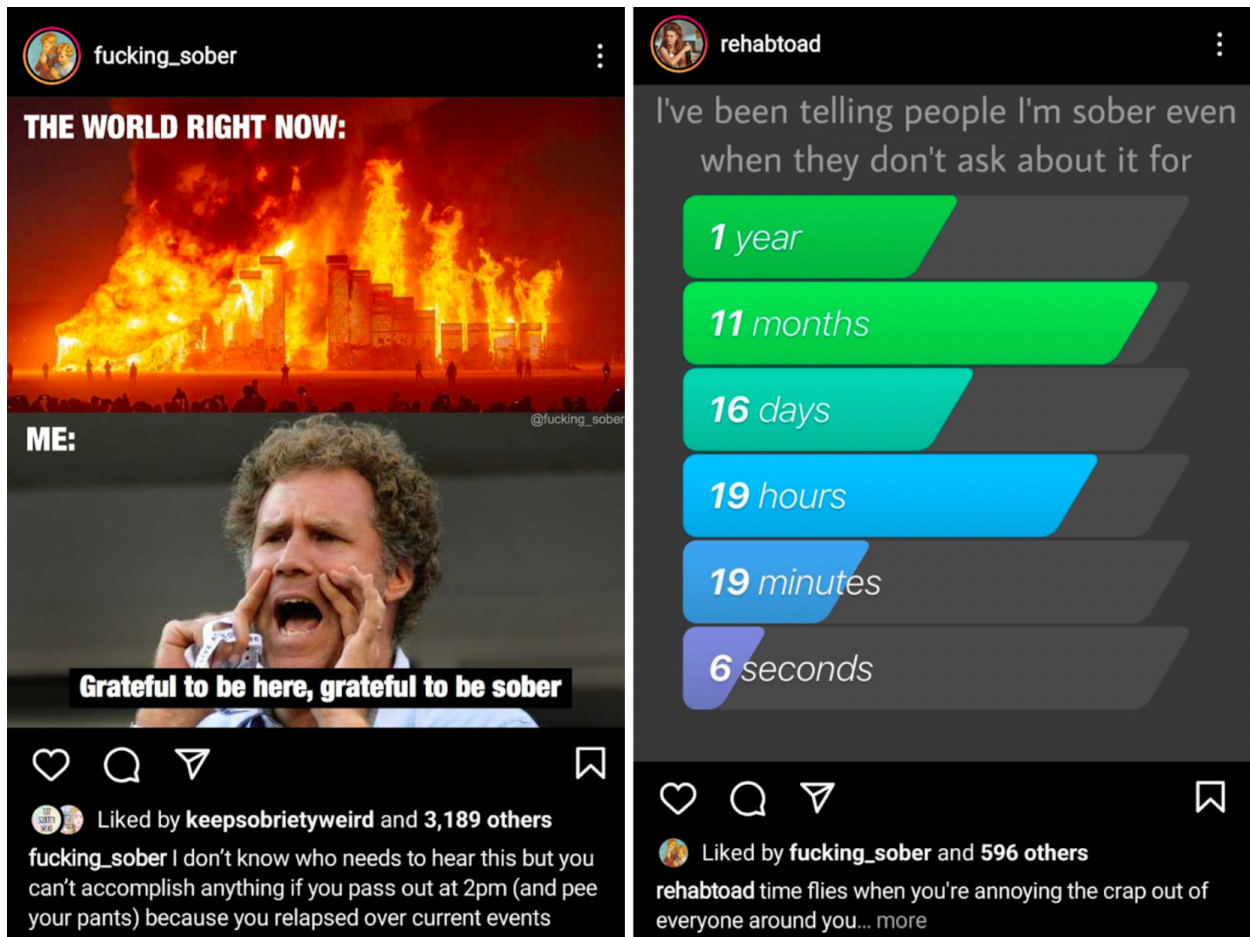 fucking_sober
THE WORLD RIGHT NOW:
@fucking_sober
ME:
Grateful to be here, grateful to be sober
Liked by keepsobrietyweird and 3,189 others
fucking_sober I don't know who needs to hear this but you
can't accomplish anything if you pass out at 2pm (and pee
your pants) because you relapsed over current events
rehabtoad
I've been telling people I'm sober even
when they don't ask about it for
1 year
11 months
16 days
19 hours
19 minutes
6 seconds
Liked by fucking_sober and 596 others
rehabtoad time flies when you're annoying the crap out of
everyone around you... more